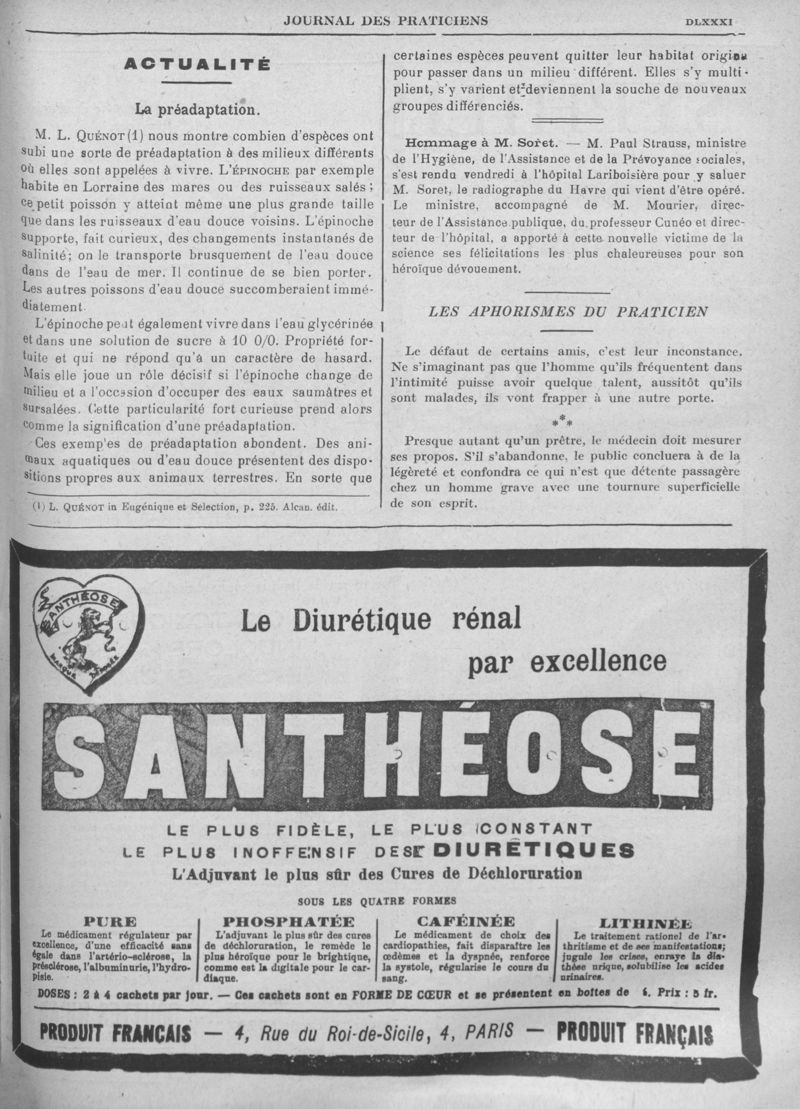 JOURNAL DES PRATICIENS
DLXXXI
ACTUALITÉ
La préadaptation.
M. L. QUÉNOT (1) nous montre combien d'espèces ont
subi une sorte de préadaptation à des milieux différents
où elles sont appelées à vivre. L'ÉPINOCHE par exemple
habite en Lorraine des mares ou des ruisseaux salés ;
ce petit poisson y atteint même une plus grande taille
que dans les ruisseaux d'eau douce voisins. L'épinoche
supporte, fait curieux, des changements instantanés de
salinité; on le transporte brusquement de l'eau douce
dans de l'eau de mer. Il continue de se bien porter.
Les autres poissons d'eau douce succomberaient immé-
diatement.
L'épinoche peut également vivre dans l'eau glycérinée
et dans une solution de sucre à 10 0/0. Propriété for-
tuite et qui ne répond qu'à un caractère de hasard.
Mais elle joue un rôle décisif si l'épinoche change de
milieu et a l'occasion d'occuper des eaux saumâtres et
sursalées. Cette particularité fort curieuse prend alors
comme la signification d'une préadaptation.
Ces exemp'es de préadaptation abondent. Des ani-
maux aquatiques ou d'eau douce présentent des dispo-
sitions propres aux animaux terrestres. En sorte que
(1) L. QUÉNOT in Eugénique et Sélection, p. 225. Alcan. édit.
certaines espèces peuvent quitter leur habitat origina
pour passer dans un milieu différent. Elles s'y multi-
plient, s'y varient et deviennent la souche de nouveaux
groupes différenciés.
Hommage à M. Soret. — M. Paul Strauss, ministre
de l'Hygiène, de l'Assistance et de la Prévoyance sociales,
s'est rendu vendredi à l'hôpital Lariboisière pour y saluer
M. Soret, le radiographe du Havre qui vient d'être opéré.
Le ministre, accompagné de M. Mourier, direc-
teur de l'Assistance publique, du professeur Cunéo et direc-
teur de l'hôpital, a apporté à cette nouvelle victime de la
science ses félicitations les plus chaleureuses pour son
héroïque dévouement.
LES APHORISMES DU PRATICIEN
Le défaut de certains amis, c'est leur inconstance.
Ne s'imaginant pas que l'homme qu'ils fréquentent dans
l'intimité puisse avoir quelque talent, aussitôt qu'ils
sont malades, ils vont frapper à une autre porte.
***
Presque autant qu'un prêtre, le médecin doit mesurer
ses propos. S'il s'abandonne, le public concluera à de la
légèreté et confondra ce qui n'est que détente passagère
chez un homme grave avec une tournure superficielle
de son esprit.
SANTHÉOSE
MARQUE DÉPOSÉE
Le Diurétique rénal
par excellence
SANTHÉOSE
LE PLUS FIDÈLE, LE PLUS CONSTANT
LE PLUS INOFFENSIF DES DIURÉTIQUES
L'Adjuvant le plus sûr des Cures de Déchloruration
SOUS LES QUATRE FORMES
PURE
Le médicament régulateur par
excellence, d'une efficacité sans
égale dans l'artério-sclérose, la
présclérose, l'albuminurie, l'hydro-
pisie.
PHOSPHATÉE
L'adjuvant le plus sûr des cures
de déchloruration, le remède le
plus héroïque pour le brightique,
comme est la digitale pour le car-
diaque.
CAFÉINÉE
Le médicament de choix des
cardiopathies, fait disparaître les
œdèmes et la dyspnée, renforce
la systole, régularise le cours du
sang.
LITHINÉE
Le traitement rationel de l'ar-
thritisme et de ses manifestations;
jugule les crises, enraye la dia-
thèse urique, solubilise les acides
urinaires.
DOSES : 2 à 4 cachets par jour. — Ces cachets sont en FORME DE CŒUR et se présentent en boîtes de 24. Prix : 5 fr.
PRODUIT FRANÇAIS — 4, Rue du Roi-de-Sicile, 4, PARIS — PRODUIT FRANÇAIS